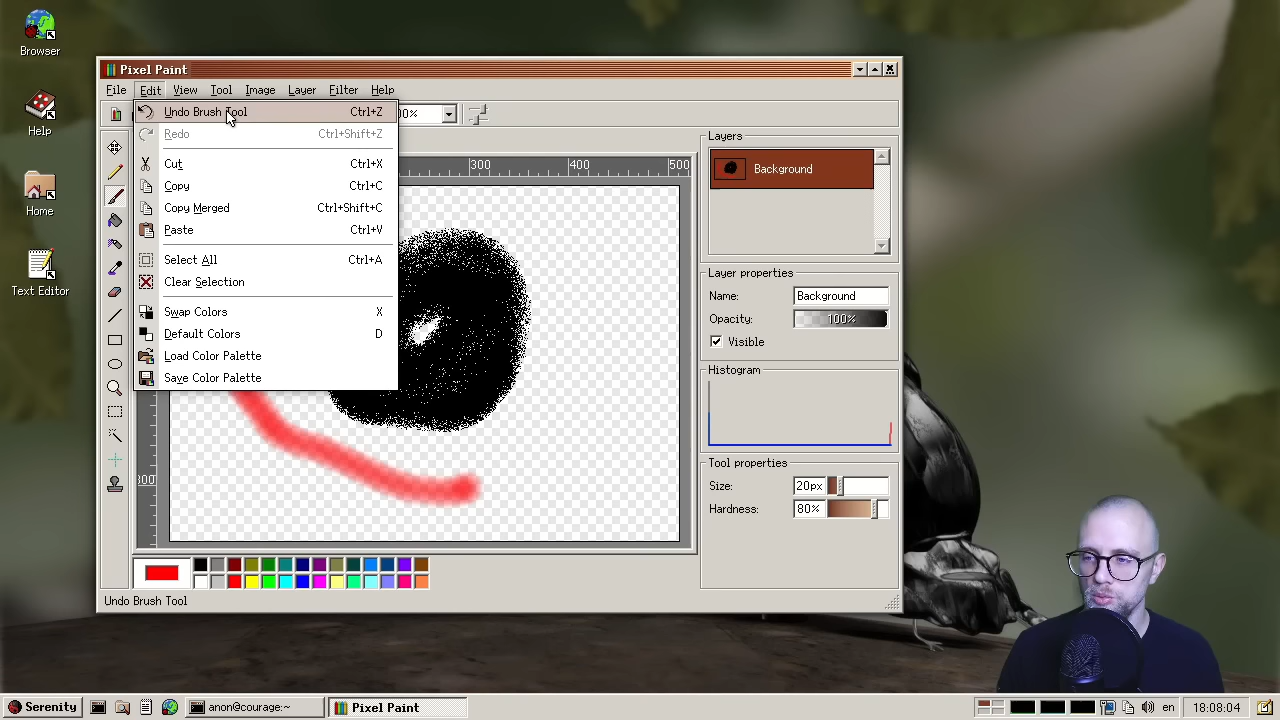 Browser
Help
Home
Text Editor
Pixel Paint
File Edit View Tool Image Layer Filter Help
Undo Brush Tool Ctrl+Z
Redo Ctrl+Shift+Z
Cut Ctrl+X
Copy Ctrl+C
Copy Merged Ctrl+Shift+C
Paste Ctrl+V
Select All Ctrl+A
Clear Selection
Swap Colors X
Default Colors D
Load Color Palette
Save Color Palette
300 400 500
Layers
Background
Layer properties
Name: Background
Opacity: 100%
Visible
Histogram
Tool properties
Size: 20px
Hardness: 80%
Undo Brush Tool
Serenity
anon@courage:~
Pixel Paint
en
18:08:04